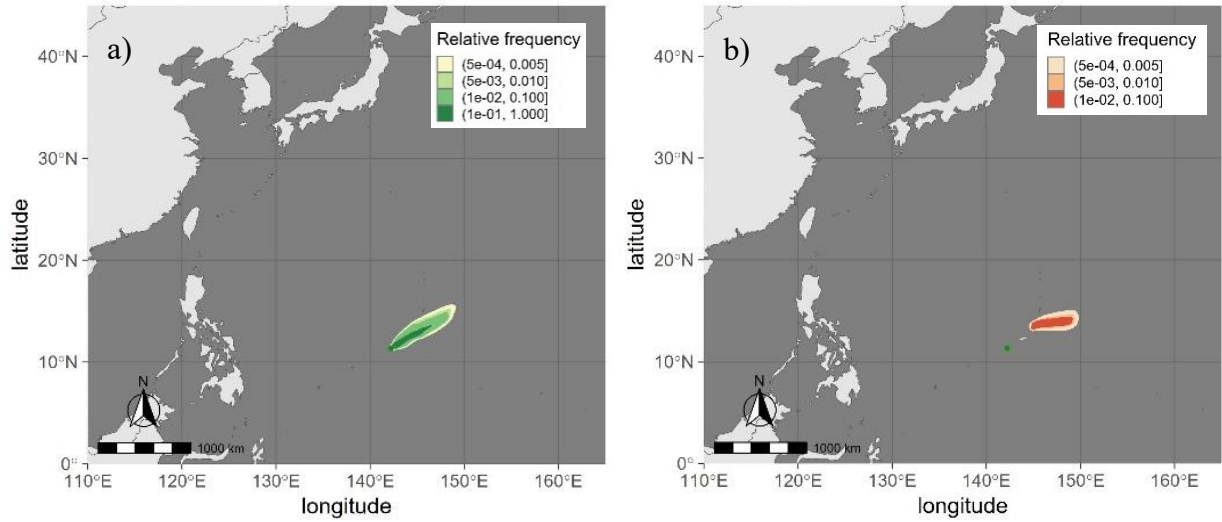 a)
Relative frequency
(5e-04, 0.005]
(5e-03, 0.010]
(1e-02, 0.100]
(1e-01, 1.000]
40°N
30°N
20°N
10°N
0°
latitude
N
1000 km
110°E 120°E 130°E 140°E 150°E 160°E
longitude
b)
Relative frequency
(5e-04, 0.005]
(5e-03, 0.010]
(1e-02, 0.100]
40°N
30°N
20°N
10°N
0°
latitude
N
1000 km
110°E 120°E 130°E 140°E 150°E 160°E
longitude